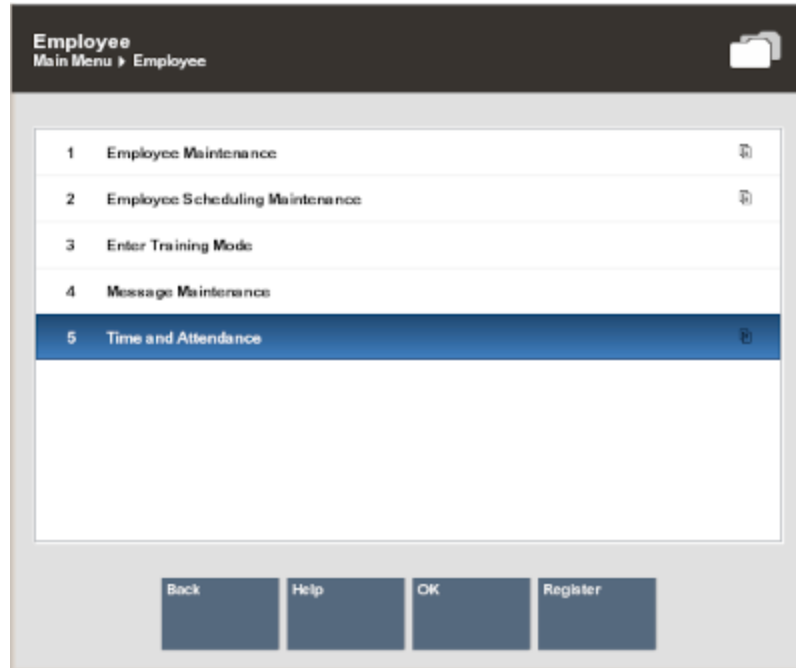 Employee
Main Menu ▸ Employee
1 Employee Maintenance
2 Employee Scheduling Maintenance
3 Enter Training Mode
4 Message Maintenance
5 Time and Attendance
Back Help OK Register